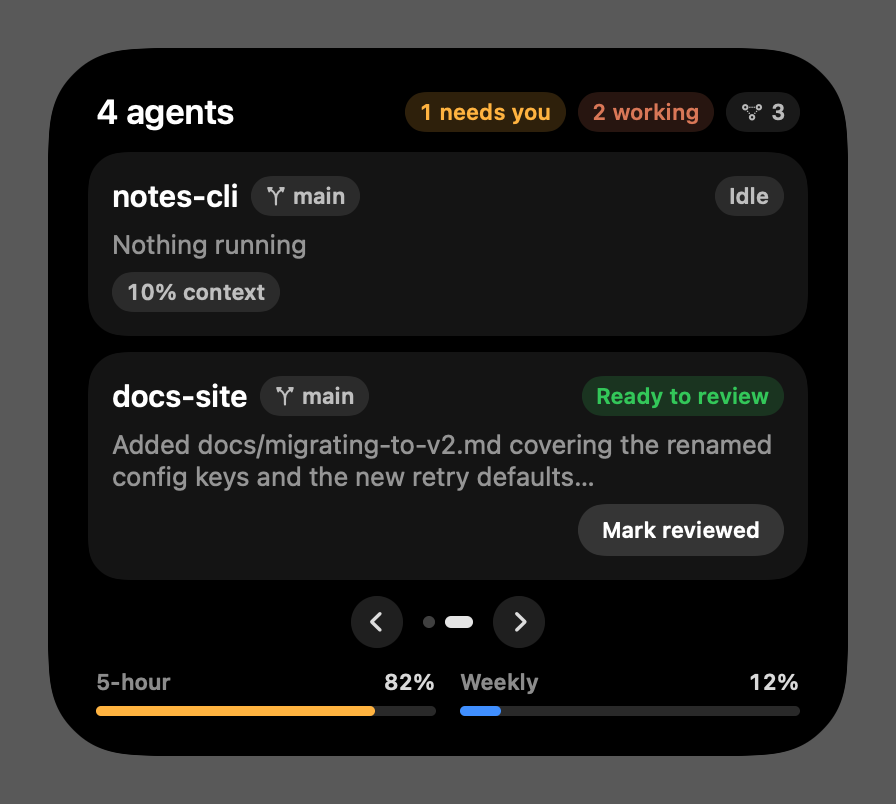 4 agents
1 needs you
2 working
3
notes-cli
main
Idle
Nothing running
10% context
docs-site
main
Ready to review
Added docs/migrating-to-v2.md covering the renamed
config keys and the new retry defaults...
Mark reviewed
5-hour
82%
Weekly
12%